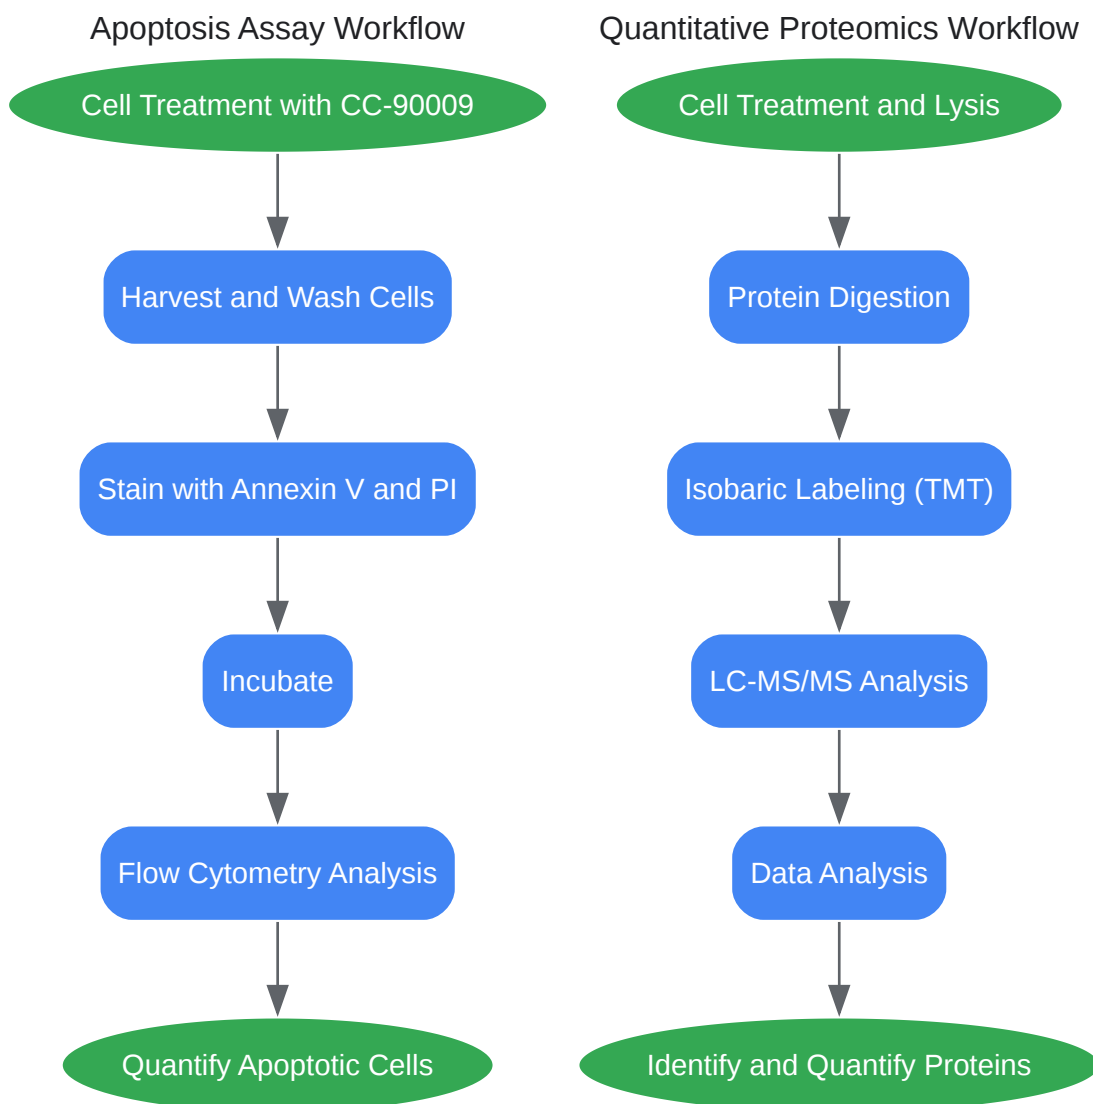 Apoptosis Assay Workflow
Cell Treatment with CC-90009
Harvest and Wash Cells
Stain with Annexin V and PI
Incubate
Flow Cytometry Analysis
Quantify Apoptotic Cells
Quantitative Proteomics Workflow
Cell Treatment and Lysis
Protein Digestion
Isobaric Labeling (TMT)
LC-MS/MS Analysis
Data Analysis
Identify and Quantify Proteins